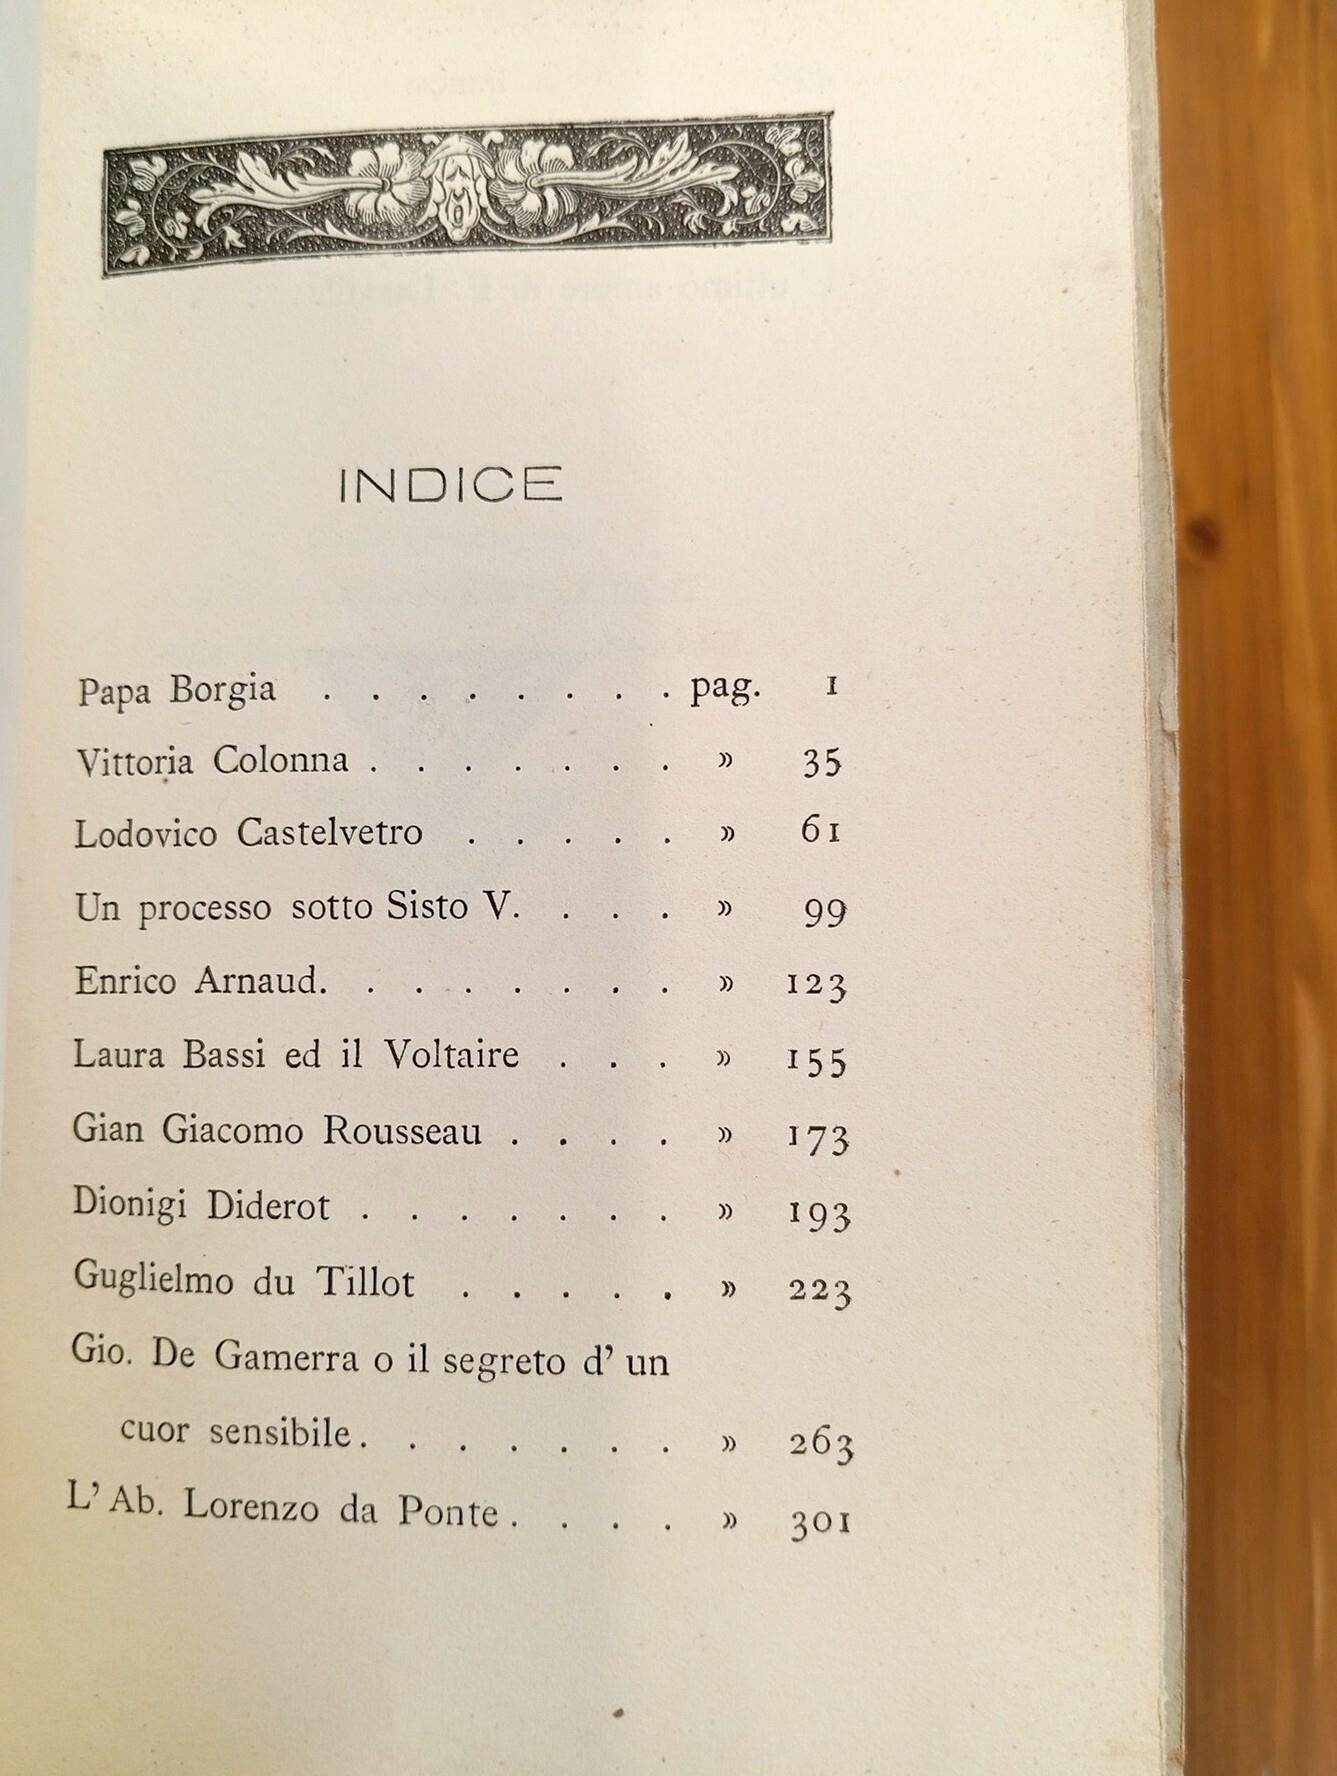 INDICE
Papa Borgia . . . . . . . . pag. 1
Vittoria Colonna . . . . . . . » 35
Lodovico Castelvetro . . . . . » 61
Un processo sotto Sisto V. . . . » 99
Enrico Arnaud. . . . . . . . » 123
Laura Bassi ed il Voltaire . . . » 155
Gian Giacomo Rousseau . . . . » 173
Dionigi Diderot . . . . . . . » 193
Guglielmo du Tillot . . . . . » 223
Gio. De Gamerra o il segreto d' un
cuor sensibile . . . . . . . » 263
L' Ab. Lorenzo da Ponte . . . . » 301